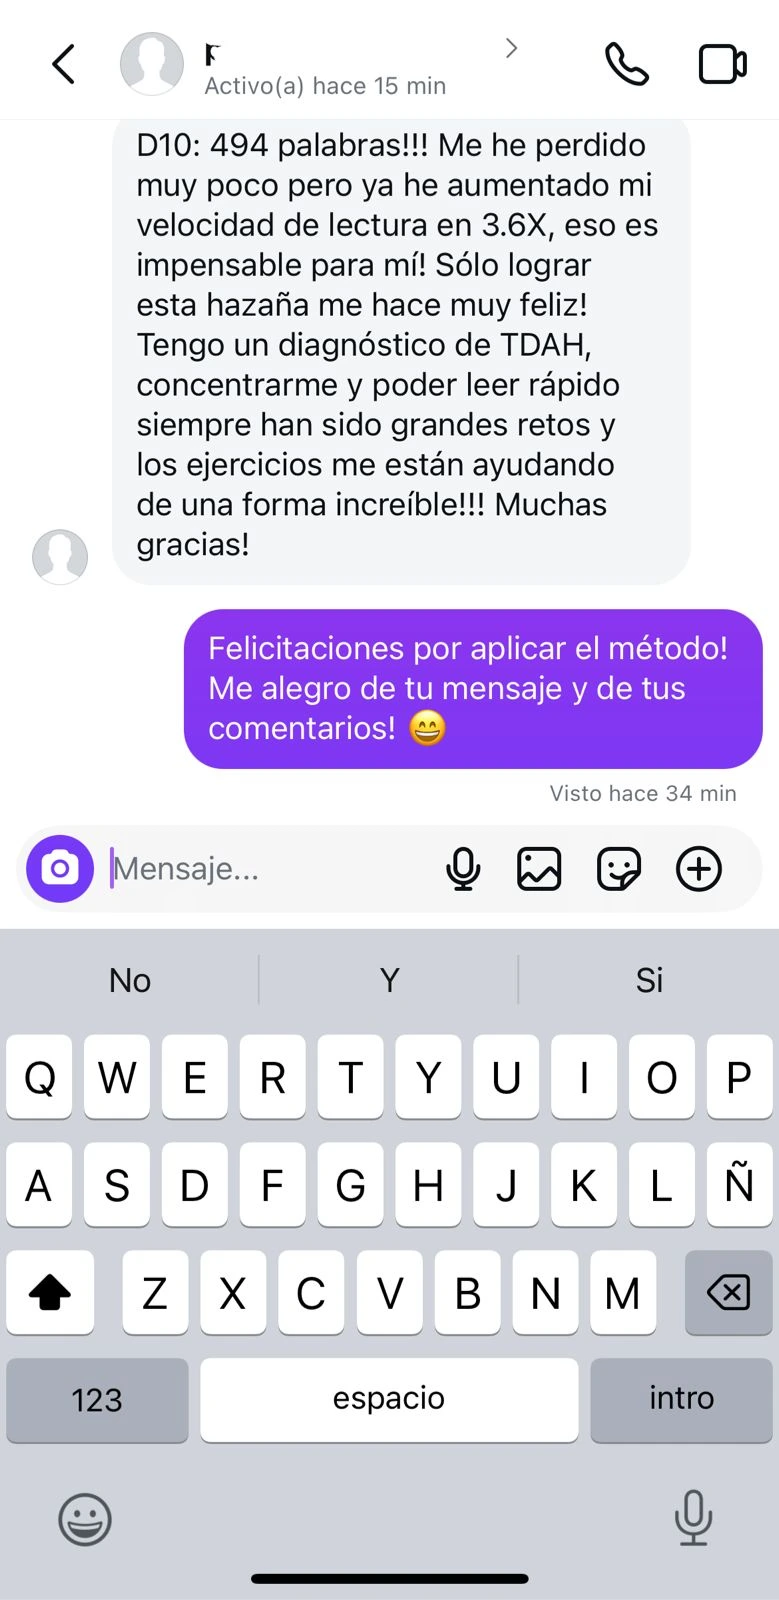 Activo(a) hace 15 min
D10: 494 palabras!!! Me he perdido
muy poco pero ya he aumentado mi
velocidad de lectura en 3.6X, eso es
impensable para mí! Sólo lograr
esta hazaña me hace muy feliz!
Tengo un diagnóstico de TDAH,
concentrarme y poder leer rápido
siempre han sido grandes retos y
los ejercicios me están ayudando
de una forma increíble!!! Muchas
gracias!
Felicitaciones por aplicar el método!
Me alegro de tu mensaje y de tus
comentarios! 😄
Visto hace 34 min
Mensaje...
No Y Si
Q W E R T Y U I O P
A S D F G H J K L Ñ
Z X C V B N M
123 espacio intro